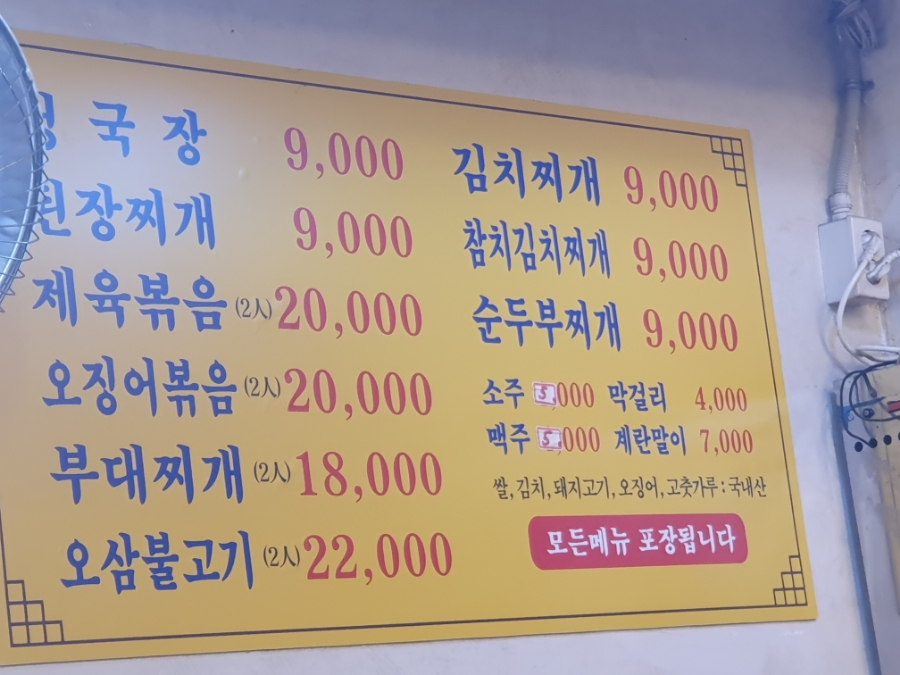 청국장 9,000
된장찌개 9,000
제육볶음 (2人) 20,000
오징어볶음 (2人) 20,000
부대찌개 (2人) 18,000
오삼불고기 (2人) 22,000
김치찌개 9,000
참치김치찌개 9,000
순두부찌개 9,000
소주 5,000 막걸리 4,000
맥주 5,000 계란말이 7,000
쌀, 김치, 돼지고기, 오징어, 고춧가루 : 국내산
모든메뉴 포장됩니다